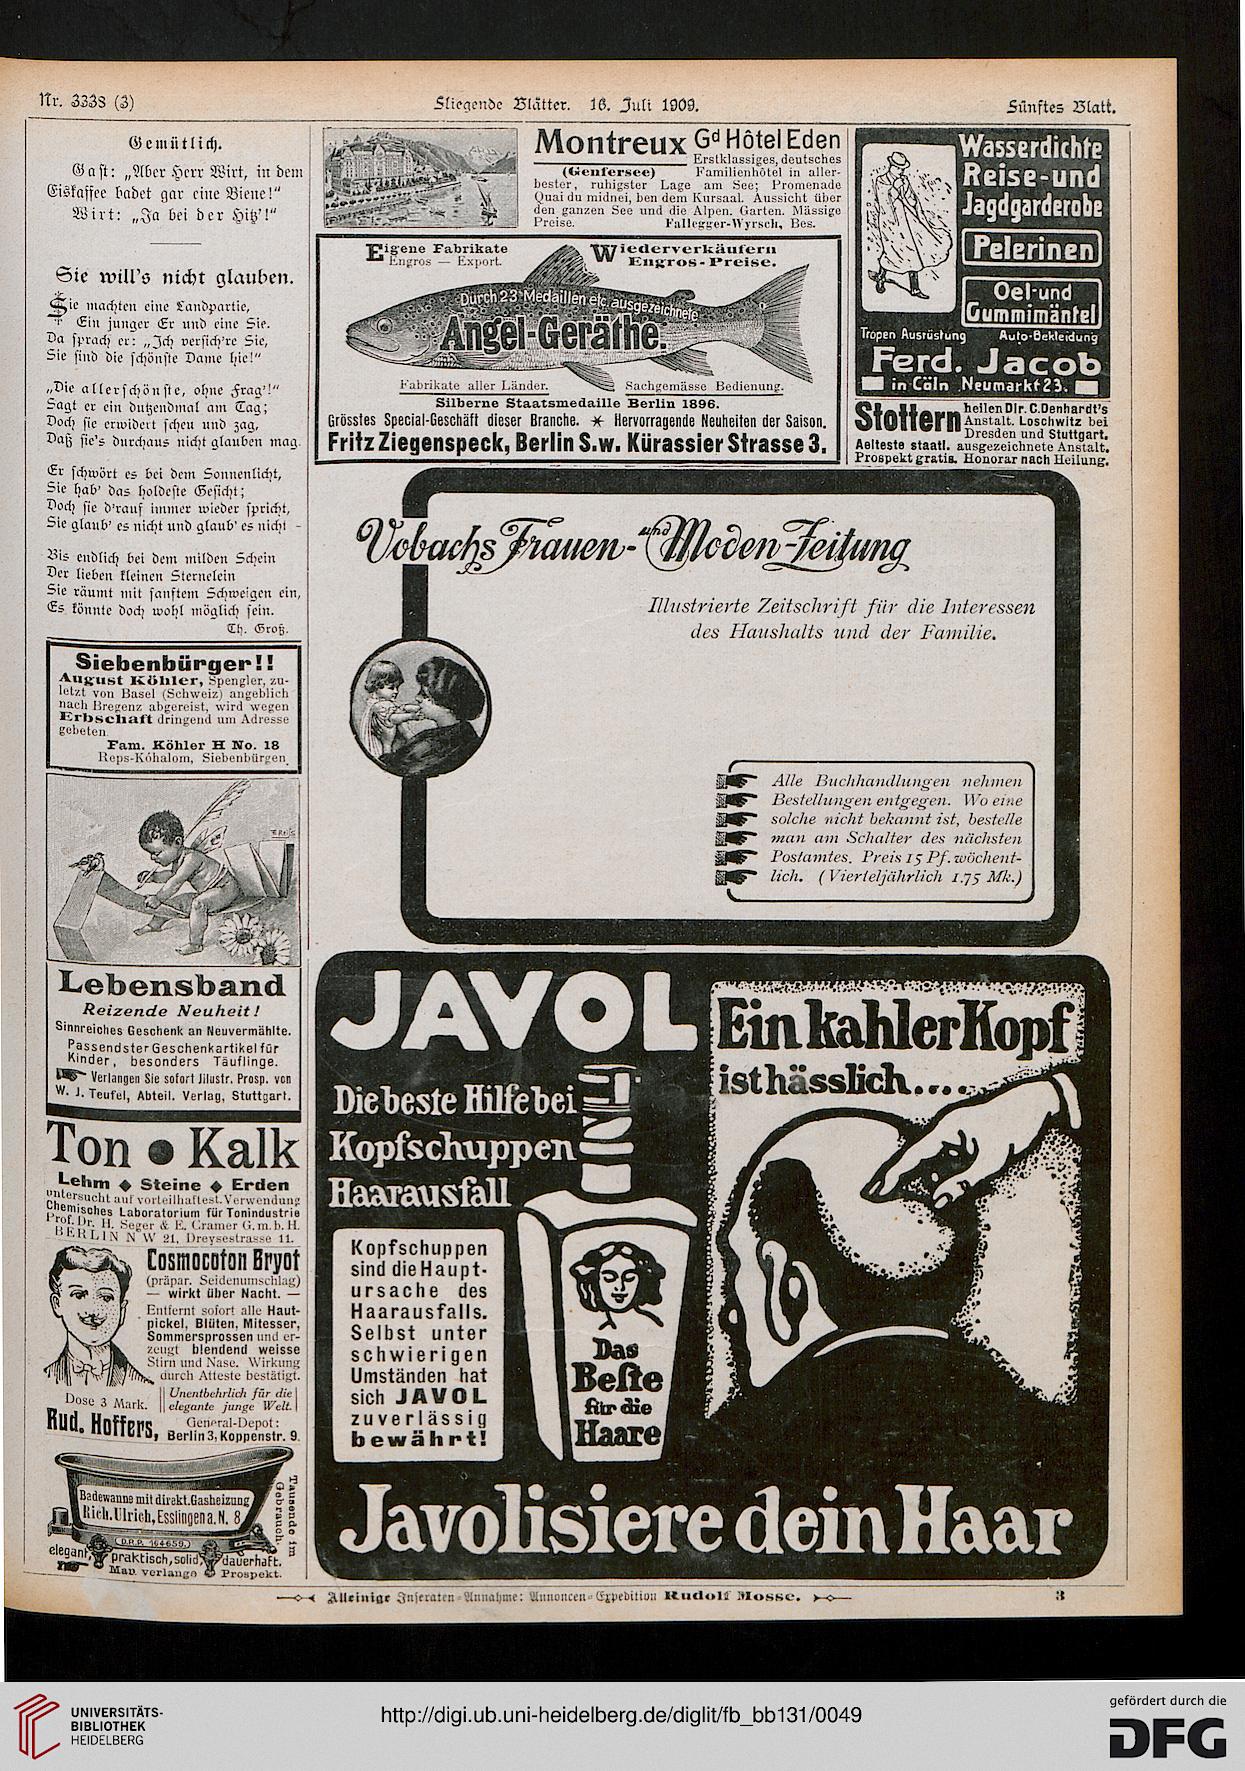 Nr. 3338 (3)
Fliegende Blätter. 16. Juli 1909.
Fünftes Blatt.
Gemütlich.
Gast: „Aber Herr Wirt, in dem
Eiskaffee badet gar eine Biene!“
Wirt: „Ja bei der Hitz'!“
Sie will's nicht glauben.
Sie machten eine Landpartie,
Ein junger Er und eine Sie.
Da sprach er: „Ich versich're Sie,
Sie sind die schönste Dame hie!“
„Die allerschönste, ohne Frag'!“
Sagt er ein dutzendmal am Tag;
Doch sie erwidert scheu und zag,
Daß sie's durchaus nicht glauben mag.
Er schwört es bei dem Sonnenlicht,
Sie hab' das holdeste Gesicht;
Doch sie d'rauf immer wieder spricht,
Sie glaub' es nicht und glaub' es nicht -
Bis endlich bei dem milden Schein
Der lieben kleinen Sternelein
Sie räumt mit sanftem Schweigen ein,
Es könnte doch wohl möglich sein.
Th. Groß.
Siebenbürger!!
August Köhler, Spengler, zu-
letzt von Basel (Schweiz) angeblich
nach Bregenz abgereist, wird wegen
Erbschaft dringend um Adresse
gebeten.
Fam. Köhler H No. 18
Reps-Kőhalom, Siebenbürgen.
Lebensband
Reizende Neuheit!
Sinnreiches Geschenk an Neuvermählte.
Passendster Geschenkartikel für
Kinder, besonders Täuflinge.
Verlangen Sie sofort Jllustr. Prosp. von
W. J. Teufel, Abteil. Verlag, Stuttgart.
Ton • Kalk
Lehm ◆ Steine ◆ Erden
untersucht auf vorteilhaftest. Verwendung
Chemisches Laboratorium für Tonindustrie
Prof. Dr. H. Seger & E. Cramer G. m. b. H.
BERLIN NW 21, Dreysestrasse 11.
Cosmocoton Bryot
(präpar. Seidenumschlag)
— wirkt über Nacht. —
Entfernt sofort alle Haut-
pickel, Blüten, Mitesser,
Sommersprossen und er-
zeugt blendend weisse
Stirn und Nase. Wirkung
durch Atteste bestätigt.
Dose 3 Mark.
Unentbehrlich für die
elegante junge Welt.
Rud. Hoffers,
General-Depot:
Berlin 3, Koppenstr. 9.
Badewanne mit direkt. Gasheizung
Rich. Ulrich, Esslingen a. N. 8
Tausende im
Gebrauch
D.R.P. 164659.
elegant, praktisch, solid, dauerhaft.
Man verlange Prospekt.
Montreux Gd Hôtel Eden
(Genfersee)
Erstklassiges, deutsches
Familienhôtel in aller-
bester, ruhigster Lage am See; Promenade
Quai du midnei, ben dem Kursaal. Aussicht über
den ganzen See und die Alpen. Garten. Mässige
Preise. Fallegger-Wyrsch, Bes.
Eigene Fabrikate
Engros — Export.
Wiederverkäufern
Engros-Preise.
Durch 23 Medaillen etc. ausgezeichnete
Angel-Geräthe.
Fabrikate aller Länder.
Sachgemässe Bedienung.
Silberne Staatsmedaille Berlin 1896.
Grösstes Special-Geschäft dieser Branche. * Hervorragende Neuheiten der Saison.
Fritz Ziegenspeck, Berlin S.w. Kürassier Strasse 3.
Wasserdichte
Reise-und
Jagdgarderobe
Pelerinen
Oel-und
Gummimäntel
Tropen Ausrüstung
Auto-Bekleidung
Ferd. Jacob
in Cöln Neumarkt 23.
Stottern
heilen Dir. C. Denhardt's
Anstalt. Loschwitz bei
Dresden und Stuttgart.
Aelteste staatl. ausgezeichnete Anstalt.
Prospekt gratis. Honorar nach Heilung.
Vobachs Frauen- und Moden-Zeitung
Illustrierte Zeitschrift für die Interessen
des Haushalts und der Familie.
Alle Buchhandlungen nehmen
Bestellungen entgegen. Wo eine
solche nicht bekannt ist, bestelle
man am Schalter des nächsten
Postamtes. Preis 15 Pf. wöchent-
lich. (Vierteljährlich 1.75 Mk.)
JAVOL
Die beste Hilfe bei
Kopfschuppen
Haarausfall
Kopfschuppen
sind die Haupt-
ursache des
Haarausfalls.
Selbst unter
schwierigen
Umständen hat
sich JAVOL
zuverlässig
bewährt!
Das
Beste
für die
Haare
Ein kahler Kopf
ist hässlich....
Javolisiere dein Haar
Alleinige Inseraten-Annahme: Annoncen-Expedition Rudolf Mosse.
3
UNIVERSITÄTS-
BIBLIOTHEK
HEIDELBERG
http://digi.ub.uni-heidelberg.de/diglit/fb_bb131/0049
gefördert durch die
DFG